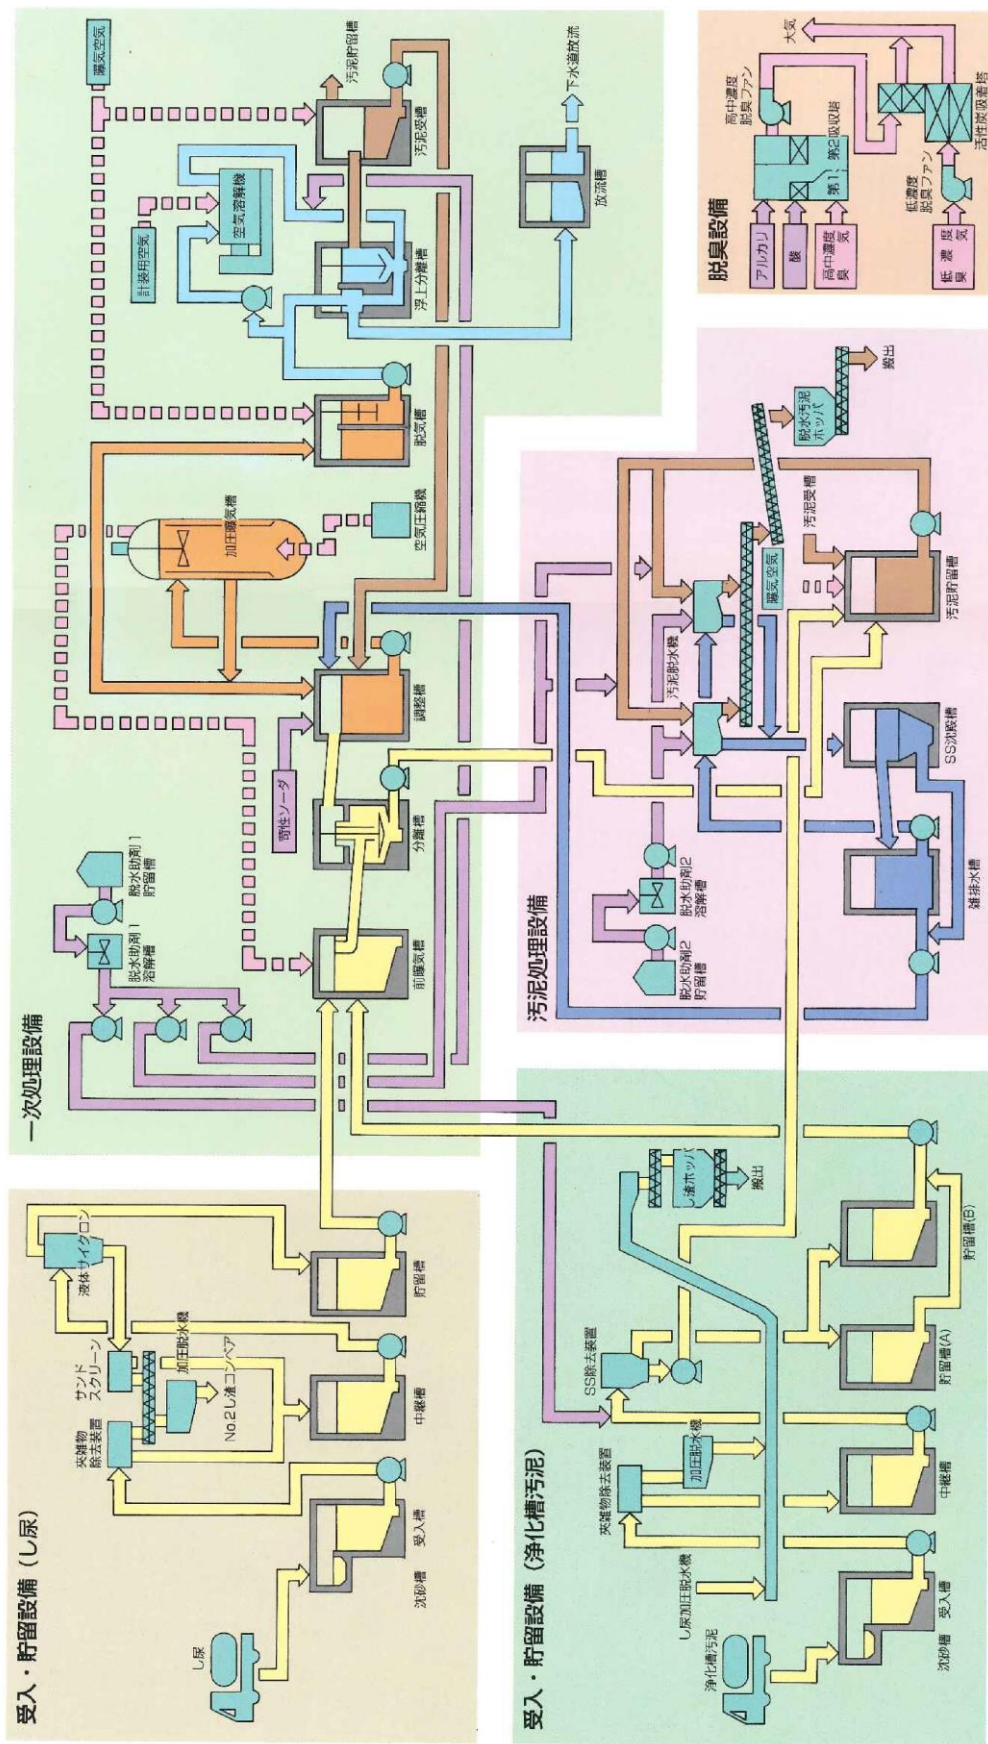 受入・貯留設備（し尿）
し尿
沈砂槽
受入槽
夾雑物
除去装置
サンド
スクリーン
液体サイクロン
加圧脱水機
No.2し渣コンベア
中継槽
貯留槽
一次処理設備
脱水助剤1
貯留槽
脱水助剤1
溶解槽
前曝気槽
分離槽
苛性ソーダ
調整槽
加圧曝気槽
空気圧縮機
脱気槽
計装用空気
空気溶解機
浮上分離槽
曝気空気
汚泥貯留槽
汚泥受槽
放流槽
下水道放流
受入・貯留設備（浄化槽汚泥）
浄化槽汚泥
沈砂槽
受入槽
し尿加圧脱水機
夾雑物除去装置
加圧脱水機
中継槽
SS除去装置
貯留槽(A)
貯留槽(B)
し渣ホッパ
搬出
汚泥処理設備
脱水助剤2
貯留槽
脱水助剤2
溶解槽
雑排水槽
SS沈殿槽
汚泥脱水機
曝気空気
汚泥受槽
汚泥貯留槽
脱水汚泥
ホッパ
搬出
脱臭設備
アルカリ
酸
高中濃度
臭気
低濃度
臭気
第1、第2吸収塔
高中濃度
脱臭ファン
低濃度
脱臭ファン
活性炭吸着塔
大気